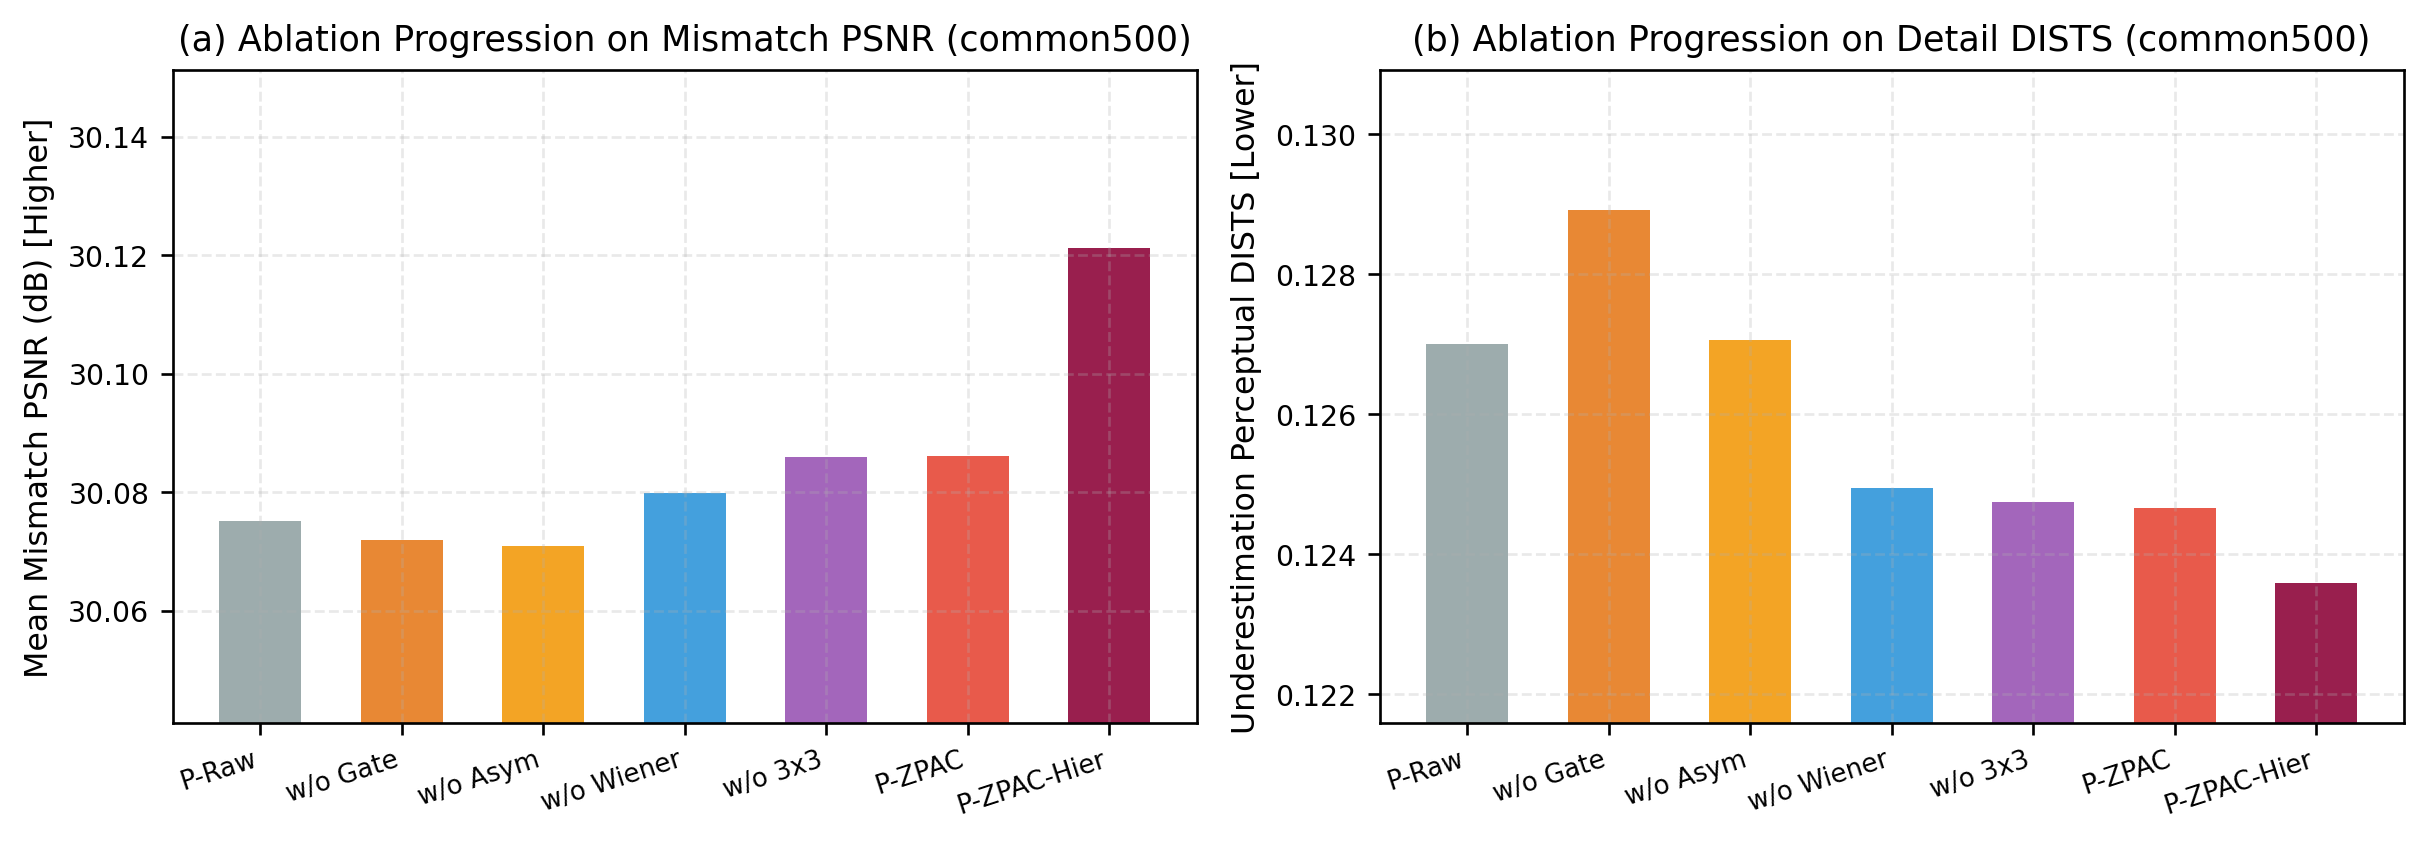 (a) Ablation Progression on Mismatch PSNR (common500)
Mean Mismatch PSNR (dB) [Higher]
30.14
30.12
30.10
30.08
30.06
P-Raw
w/o Gate
w/o Asym
w/o Wiener
w/o 3x3
P-ZPAC
P-ZPAC-Hier
(b) Ablation Progression on Detail DISTS (common500)
Underestimation Perceptual DISTS [Lower]
0.130
0.128
0.126
0.124
0.122
P-Raw
w/o Gate
w/o Asym
w/o Wiener
w/o 3x3
P-ZPAC
P-ZPAC-Hier